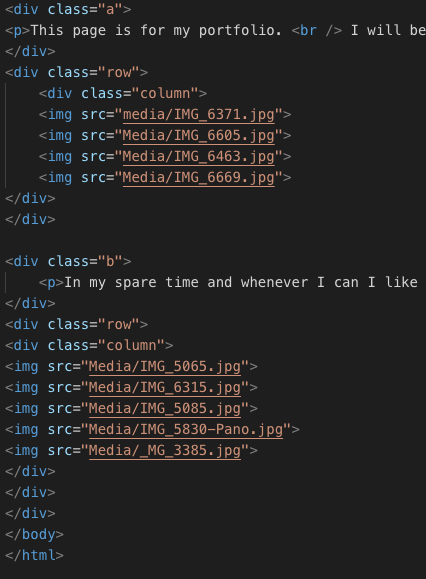 <div class="a">
<p>This page is for my portfolio. <br /> I will be
</div>
<div class="row">
<div class="column">
<img src="media/IMG_6371.jpg">
<img src="Media/IMG_6605.jpg">
<img src="Media/IMG_6463.jpg">
<img src="Media/IMG_6669.jpg">
</div>
</div>
<div class="b">
<p>In my spare time and whenever I can I like
</div>
<div class="row">
<div class="column">
<img src="Media/IMG_5065.jpg">
<img src="Media/IMG_6315.jpg">
<img src="Media/IMG_5085.jpg">
<img src="Media/IMG_5830-Pano.jpg">
<img src="Media/_MG_3385.jpg">
</div>
</div>
</div>
</body>
</html>